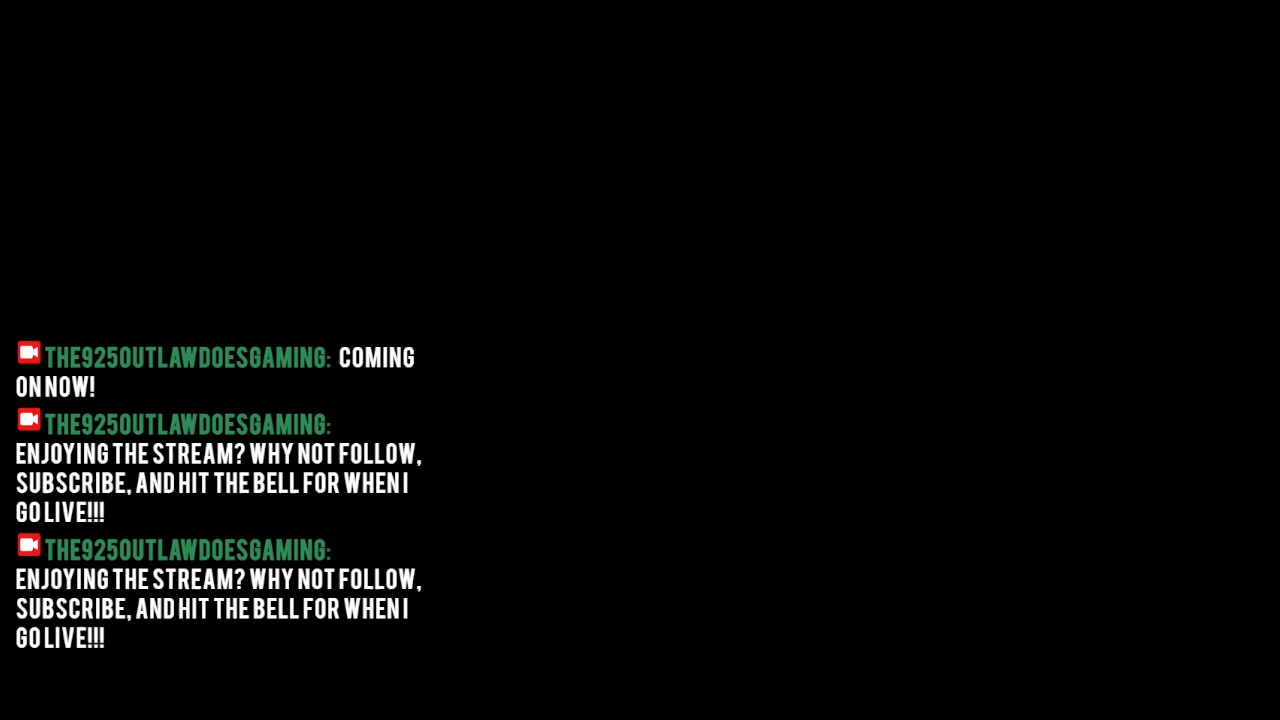 THE925OUTLAWDOESGAMING: COMING
ON NOW!
THE925OUTLAWDOESGAMING:
ENJOYING THE STREAM? WHY NOT FOLLOW,
SUBSCRIBE, AND HIT THE BELL FOR WHEN I
GO LIVE!!!
THE925OUTLAWDOESGAMING:
ENJOYING THE STREAM? WHY NOT FOLLOW,
SUBSCRIBE, AND HIT THE BELL FOR WHEN I
GO LIVE!!!